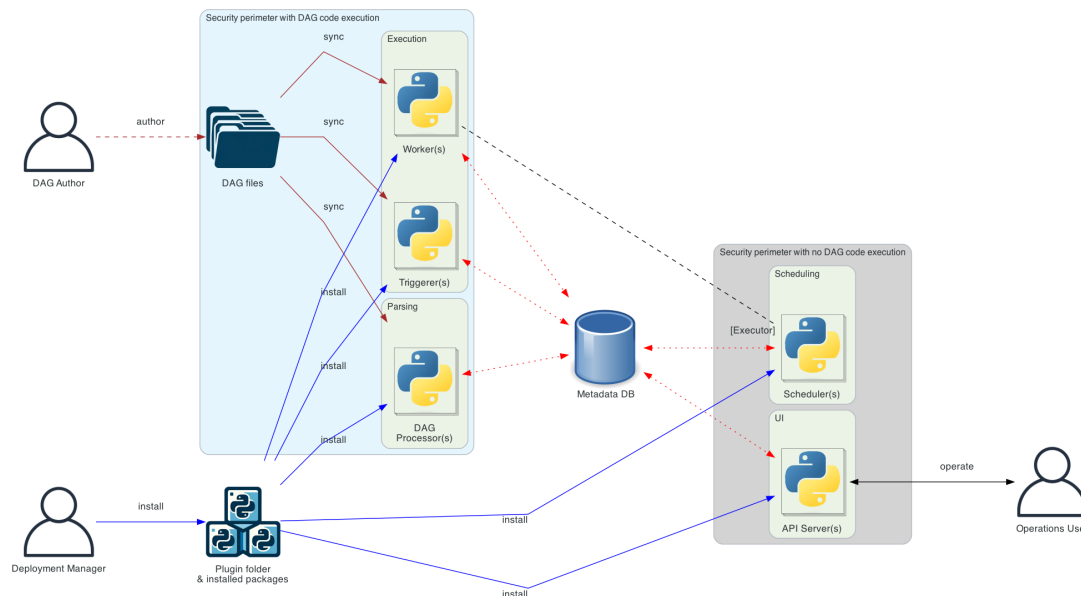 Security perimeter with DAG code execution
sync
Execution
author
DAG Author
DAG files
sync
Worker(s)
sync
Triggerer(s)
Security perimeter with no DAG code execution
Scheduling
install
Parsing
[Executor]
install
Metadata DB
Scheduler(s)
DAG
Processor(s)
install
UI
operate
install
API Server(s)
Operations Use
install
Deployment Manager
Plugin folder
& installed packages
install